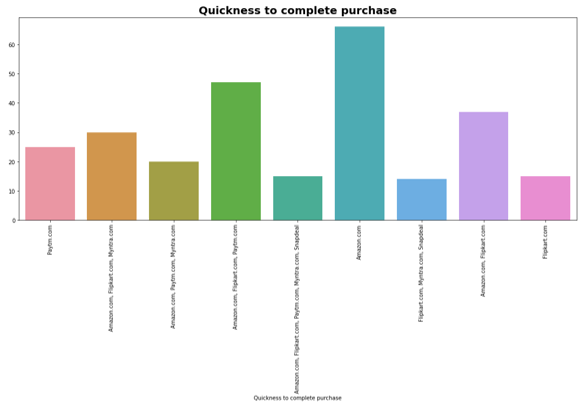 Quickness to complete purchase
60
50
40
30
20
10
0
Paytm.com
Amazon.com, Flipkart.com, Myntra.com
Amazon.com, Paytm.com, Myntra.com
Amazon.com, Flipkart.com, Paytm.com
Amazon.com, Flipkart.com, Paytm.com, Myntra.com, Snapdeal
Amazon.com
Flipkart.com, Myntra.com, Snapdeal
Amazon.com, Flipkart.com
Flipkart.com
Quickness to complete purchase